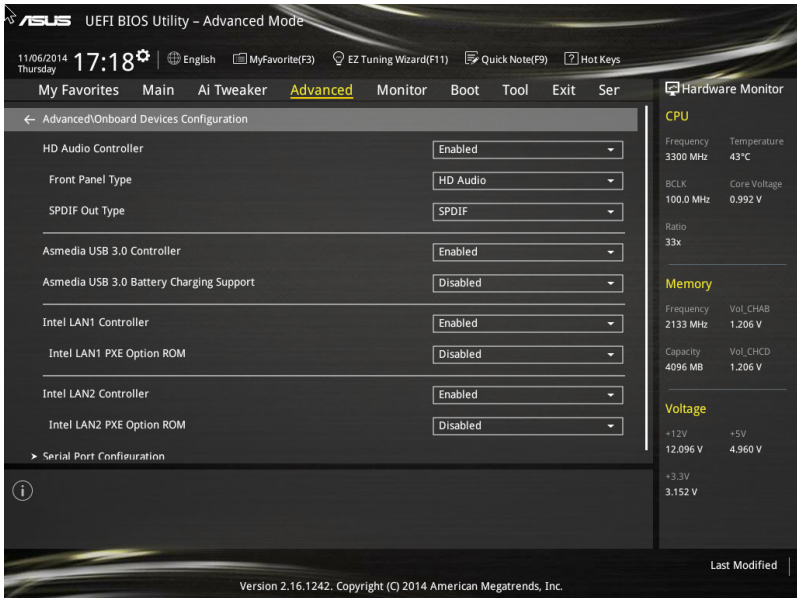 ASUS UEFI BIOS Utility – Advanced Mode
11/06/2014
Thursday
17:18
English
MyFavorite(F3)
EZ Tuning Wizard(F11)
Quick Note(F9)
? Hot Keys
My Favorites Main Ai Tweaker Advanced Monitor Boot Tool Exit Ser
← Advanced\Onboard Devices Configuration
HD Audio Controller Enabled
Front Panel Type HD Audio
SPDIF Out Type SPDIF
Asmedia USB 3.0 Controller Enabled
Asmedia USB 3.0 Battery Charging Support Disabled
Intel LAN1 Controller Enabled
Intel LAN1 PXE Option ROM Disabled
Intel LAN2 Controller Enabled
Intel LAN2 PXE Option ROM Disabled
> Serial Port Configuration
i
Hardware Monitor
CPU
Frequency Temperature
3300 MHz 43°C
BCLK Core Voltage
100.0 MHz 0.992 V
Ratio
33x
Memory
Frequency Vol_CHAB
2133 MHz 1.206 V
Capacity Vol_CHCD
4096 MB 1.206 V
Voltage
+12V +5V
12.096 V 4.960 V
+3.3V
3.152 V
Last Modified
Version 2.16.1242. Copyright (C) 2014 American Megatrends, Inc.